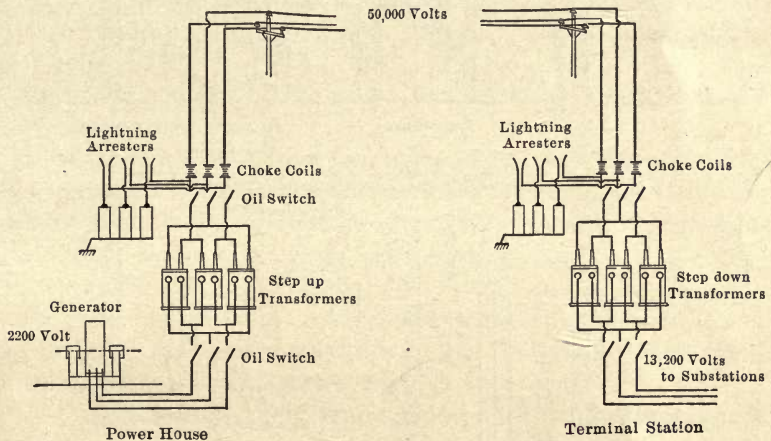 50,000 Volts
Lightning
Arresters
Choke Coils
Oil Switch
Step up
Transformers
Generator
2200 Volt
Oil Switch
Power House
Lightning
Arresters
Choke Coils
Step down
Transformers
13,200 Volts
to Substations
Terminal Station